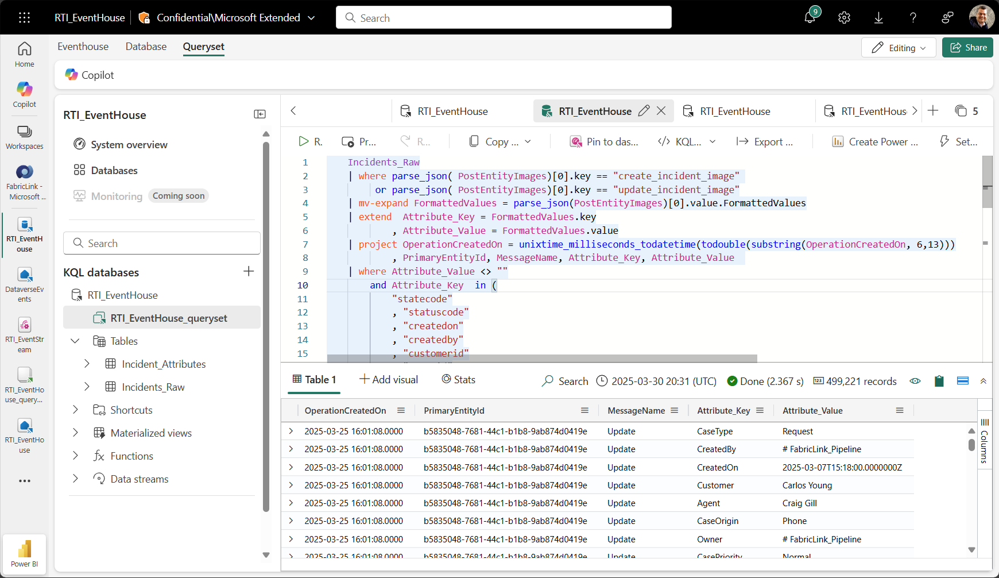 RTI_EventHouse
Confidential\Microsoft Extended
Search
9
Home
Copilot
Workspaces
FabricLink -
Microsoft ...
RTI_EventH
ouse
DataverseEv
ents
RTI_EventStr
eam
RTI_EventHo
use_query...
RTI_EventHo
use
Power BI
Eventhouse
Database
Queryset
Editing
Share
Copilot
RTI_EventHouse
System overview
Databases
Monitoring
Coming soon
Search
KQL databases
RTI_EventHouse
RTI_EventHouse_queryset
Tables
Incident_Attributes
Incidents_Raw
Shortcuts
Materialized views
Functions
Data streams
RTI_EventHouse
RTI_EventHouse
RTI_EventHouse
RTI_EventHous
5
R.
Pr...
R...
Copy ...
Pin to das...
KQL...
Export ...
Create Power ...
Set...
1 Incidents_Raw
2 | where parse_json( PostEntityImages)[0].key == "create_incident_image"
3 or parse_json( PostEntityImages)[0].key == "update_incident_image"
4 | mv-expand FormattedValues = parse_json(PostEntityImages)[0].value.FormattedValues
5 | extend Attribute_Key = FormattedValues.key
6 , Attribute_Value = FormattedValues.value
7 | project OperationCreatedOn = unixtime_milliseconds_todatetime(todouble(substring(OperationCreatedOn, 6,13)))
8 , PrimaryEntityId, MessageName, Attribute_Key, Attribute_Value
9 | where Attribute_Value <> ""
10 and Attribute_Key in (
11 "statecode"
12 , "statuscode"
13 , "createdon"
14 , "createdby"
15 , "customerid"
Table 1
Add visual
Stats
Search
2025-03-30 20:31 (UTC)
Done (2.367 s)
499,221 records
OperationCreatedOn PrimaryEntityId MessageName Attribute_Key Attribute_Value
2025-03-25 16:01:08.0000 b5835048-7681-44c1-b1b8-9ab874d0419e Update CaseType Request
2025-03-25 16:01:08.0000 b5835048-7681-44c1-b1b8-9ab874d0419e Update CreatedBy # FabricLink_Pipeline
2025-03-25 16:01:08.0000 b5835048-7681-44c1-b1b8-9ab874d0419e Update CreatedOn 2025-03-07T15:18:00.0000000Z
2025-03-25 16:01:08.0000 b5835048-7681-44c1-b1b8-9ab874d0419e Update Customer Carlos Young
2025-03-25 16:01:08.0000 b5835048-7681-44c1-b1b8-9ab874d0419e Update Agent Craig Gill
2025-03-25 16:01:08.0000 b5835048-7681-44c1-b1b8-9ab874d0419e Update CaseOrigin Phone
2025-03-25 16:01:08.0000 b5835048-7681-44c1-b1b8-9ab874d0419e Update Owner # FabricLink_Pipeline
2025-03-25 16:01:08.0000 b5835048-7681-44c1-b1b8-9ab874d0419e Update CasePriority Normal
Columns